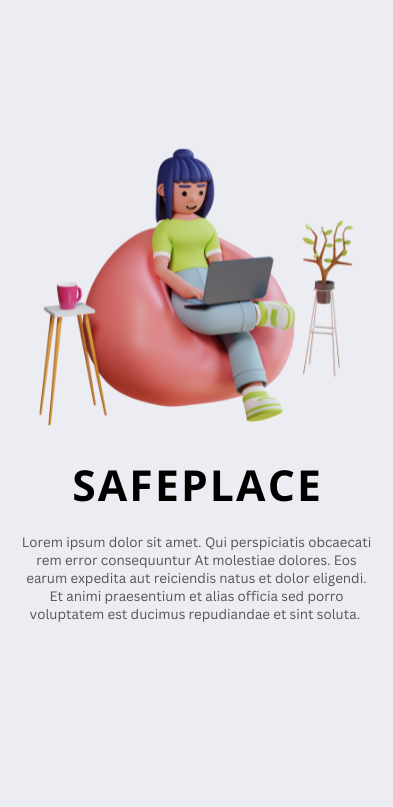 SAFEPLACE
Lorem ipsum dolor sit amet. Qui perspiciatis obcaecati
rem error consequuntur At molestiae dolores. Eos
earum expedita aut reiciendis natus et dolor eligendi.
Et animi praesentium et alias officia sed porro
voluptatem est ducimus repudiandae et sint soluta.